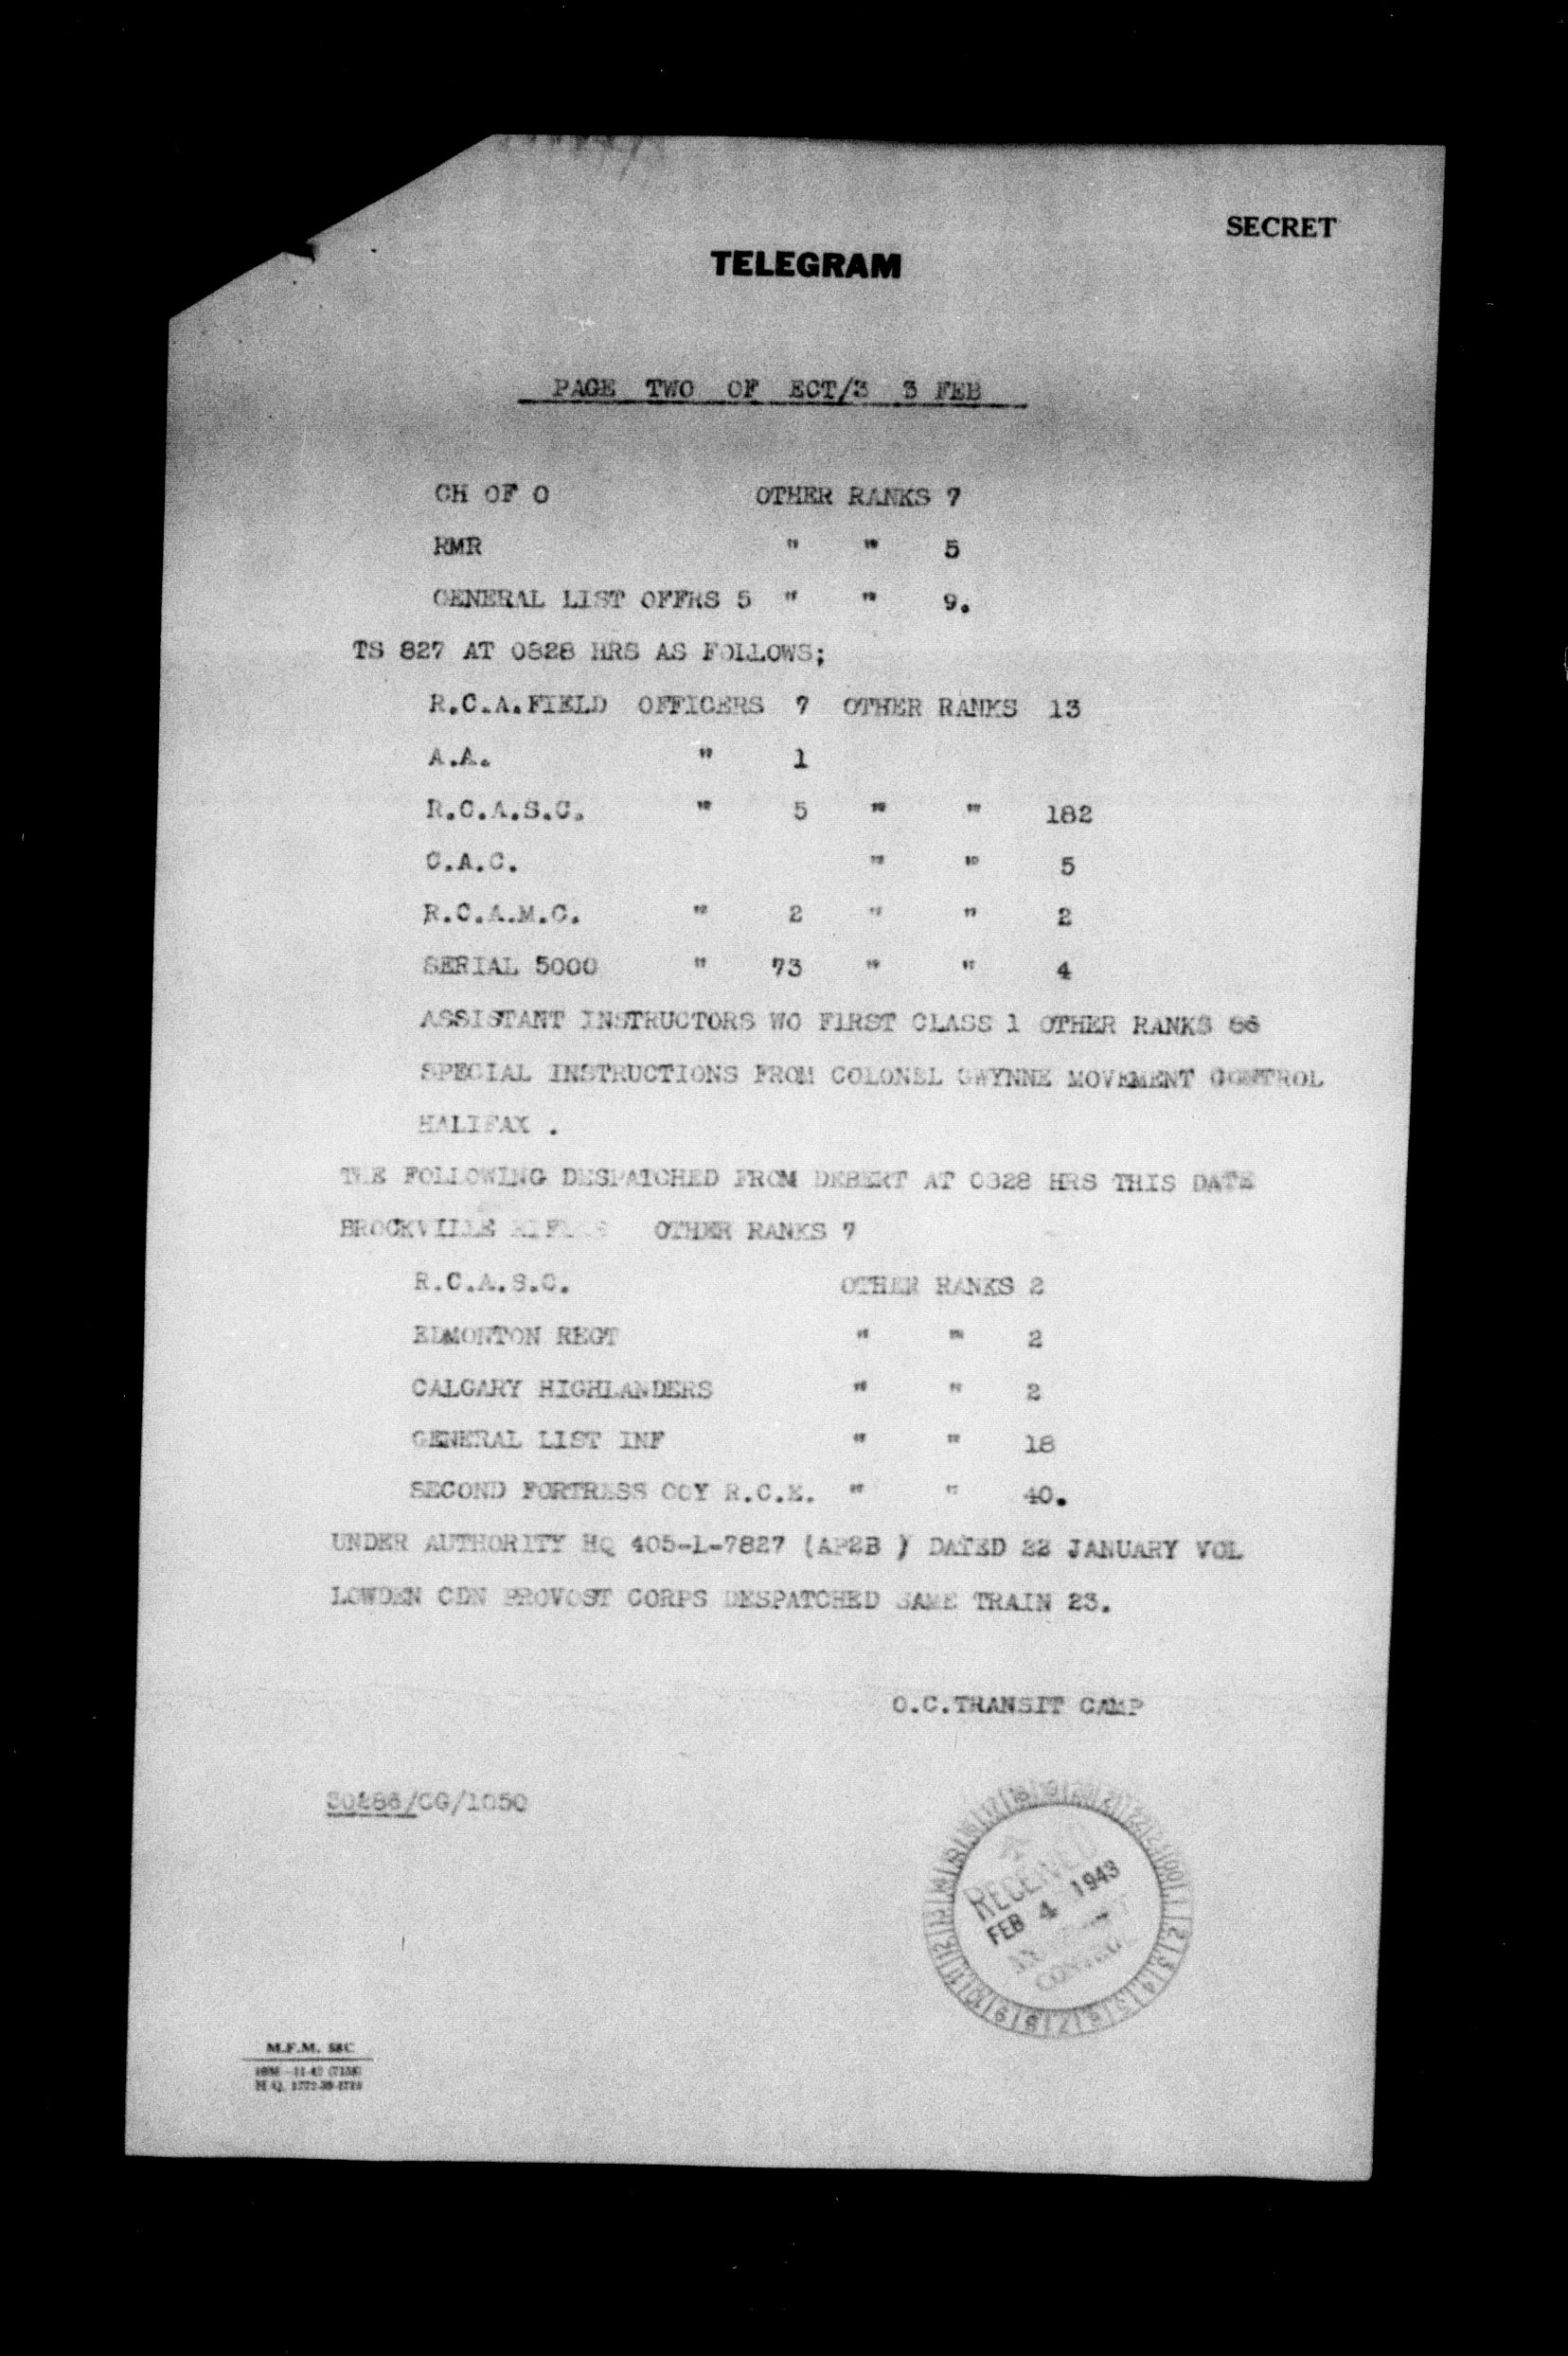 SECRET
TELEGRAM
PAGE TWO OF ECT/3 3 FEB
CH OF O OTHER RANKS 7
RMR " " 5
GENERAL LIST OFFRS 5 " " 9.
TS 827 AT 0828 HRS AS FOLLOWS;
R.C.A.FIELD OFFICERS 7 OTHER RANKS 13
A.A. " 1
R.C.A.S.C. " 5 " " 182
C.A.C. " " 5
R.C.A.M.C. " 2 " " 2
SERIAL 5000 " 73 " " 4
ASSISTANT INSTRUCTORS WO FIRST CLASS 1 OTHER RANKS
SPECIAL INSTRUCTIONS FROM COLONEL GWYNNE MOVEMENT CONTROL
HALIFAX .
THE FOLLOWING DESPATCHED FROM DEBERT AT 0828 HRS THIS DATE
BROCKVILLE RIFLES OTHER RANKS 7
R.C.A.S.C. OTHER RANKS 2
EDMONTON REGT " " 2
CALGARY HIGHLANDERS " " 2
GENERAL LIST INF " " 18
SECOND FORTRESS COY R.C.E. " " 40.
UNDER AUTHORITY HQ 405-1-7827 (AP2B ) DATED 22 JANUARY VOL
LOWDEN CDN PROVOST CORPS DESPATCHED SAME TRAIN 23.
O.C.TRANSIT CAMP
/CG/1050
RECEIVED
FEB 4 1943
MOVEMENT
CONTROL
M.F.M. 58C